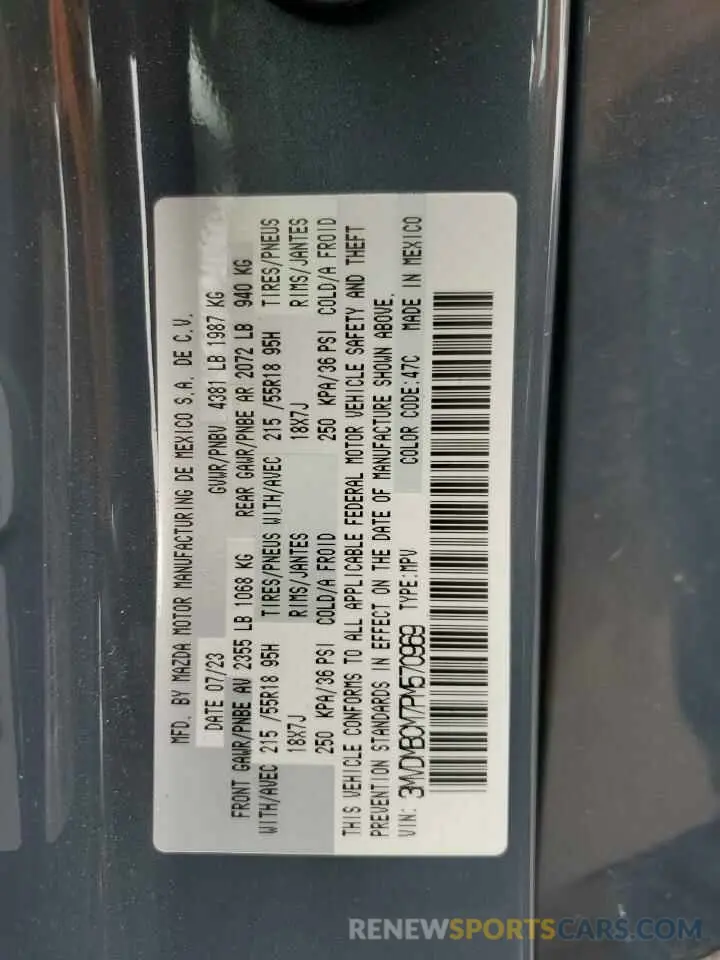 MFD. BY MAZDA MOTOR MANUFACTURING DE MEXICO S.A. DE C.V.
DATE 07/23 GVWR/PNBV 4381 LB 1987 KG
FRONT GAWR/PNBE AV 2355 LB 1068 KG REAR GAWR/PNBE AR 2072 LB 940 KG
WITH/AVEC 215 /55R18 95H TIRES/PNEUS WITH/AVEC 215 /55R18 95H TIRES/PNEUS
18X7J RIMS/JANTES 18X7J RIMS/JANTES
250 KPA/36 PSI COLD/A FROID 250 KPA/36 PSI COLD/A FROID
THIS VEHICLE CONFORMS TO ALL APPLICABLE FEDERAL MOTOR VEHICLE SAFETY AND THEFT
PREVENTION STANDARDS IN EFFECT ON THE DATE OF MANUFACTURE SHOWN ABOVE.
VIN: 3MVDMBCM7PM570969 TYPE:MPV COLOR CODE:47C MADE IN MEXICO
RENEWSPORTSCARS.COM